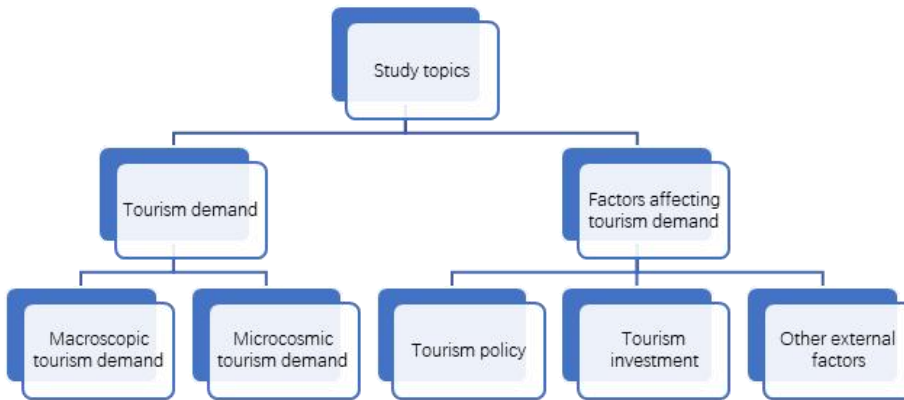 Study topics
Tourism demand
Factors affecting
tourism demand
Macroscopic
tourism demand
Microcosmic
tourism demand
Tourism policy
Tourism
investment
Other external
factors